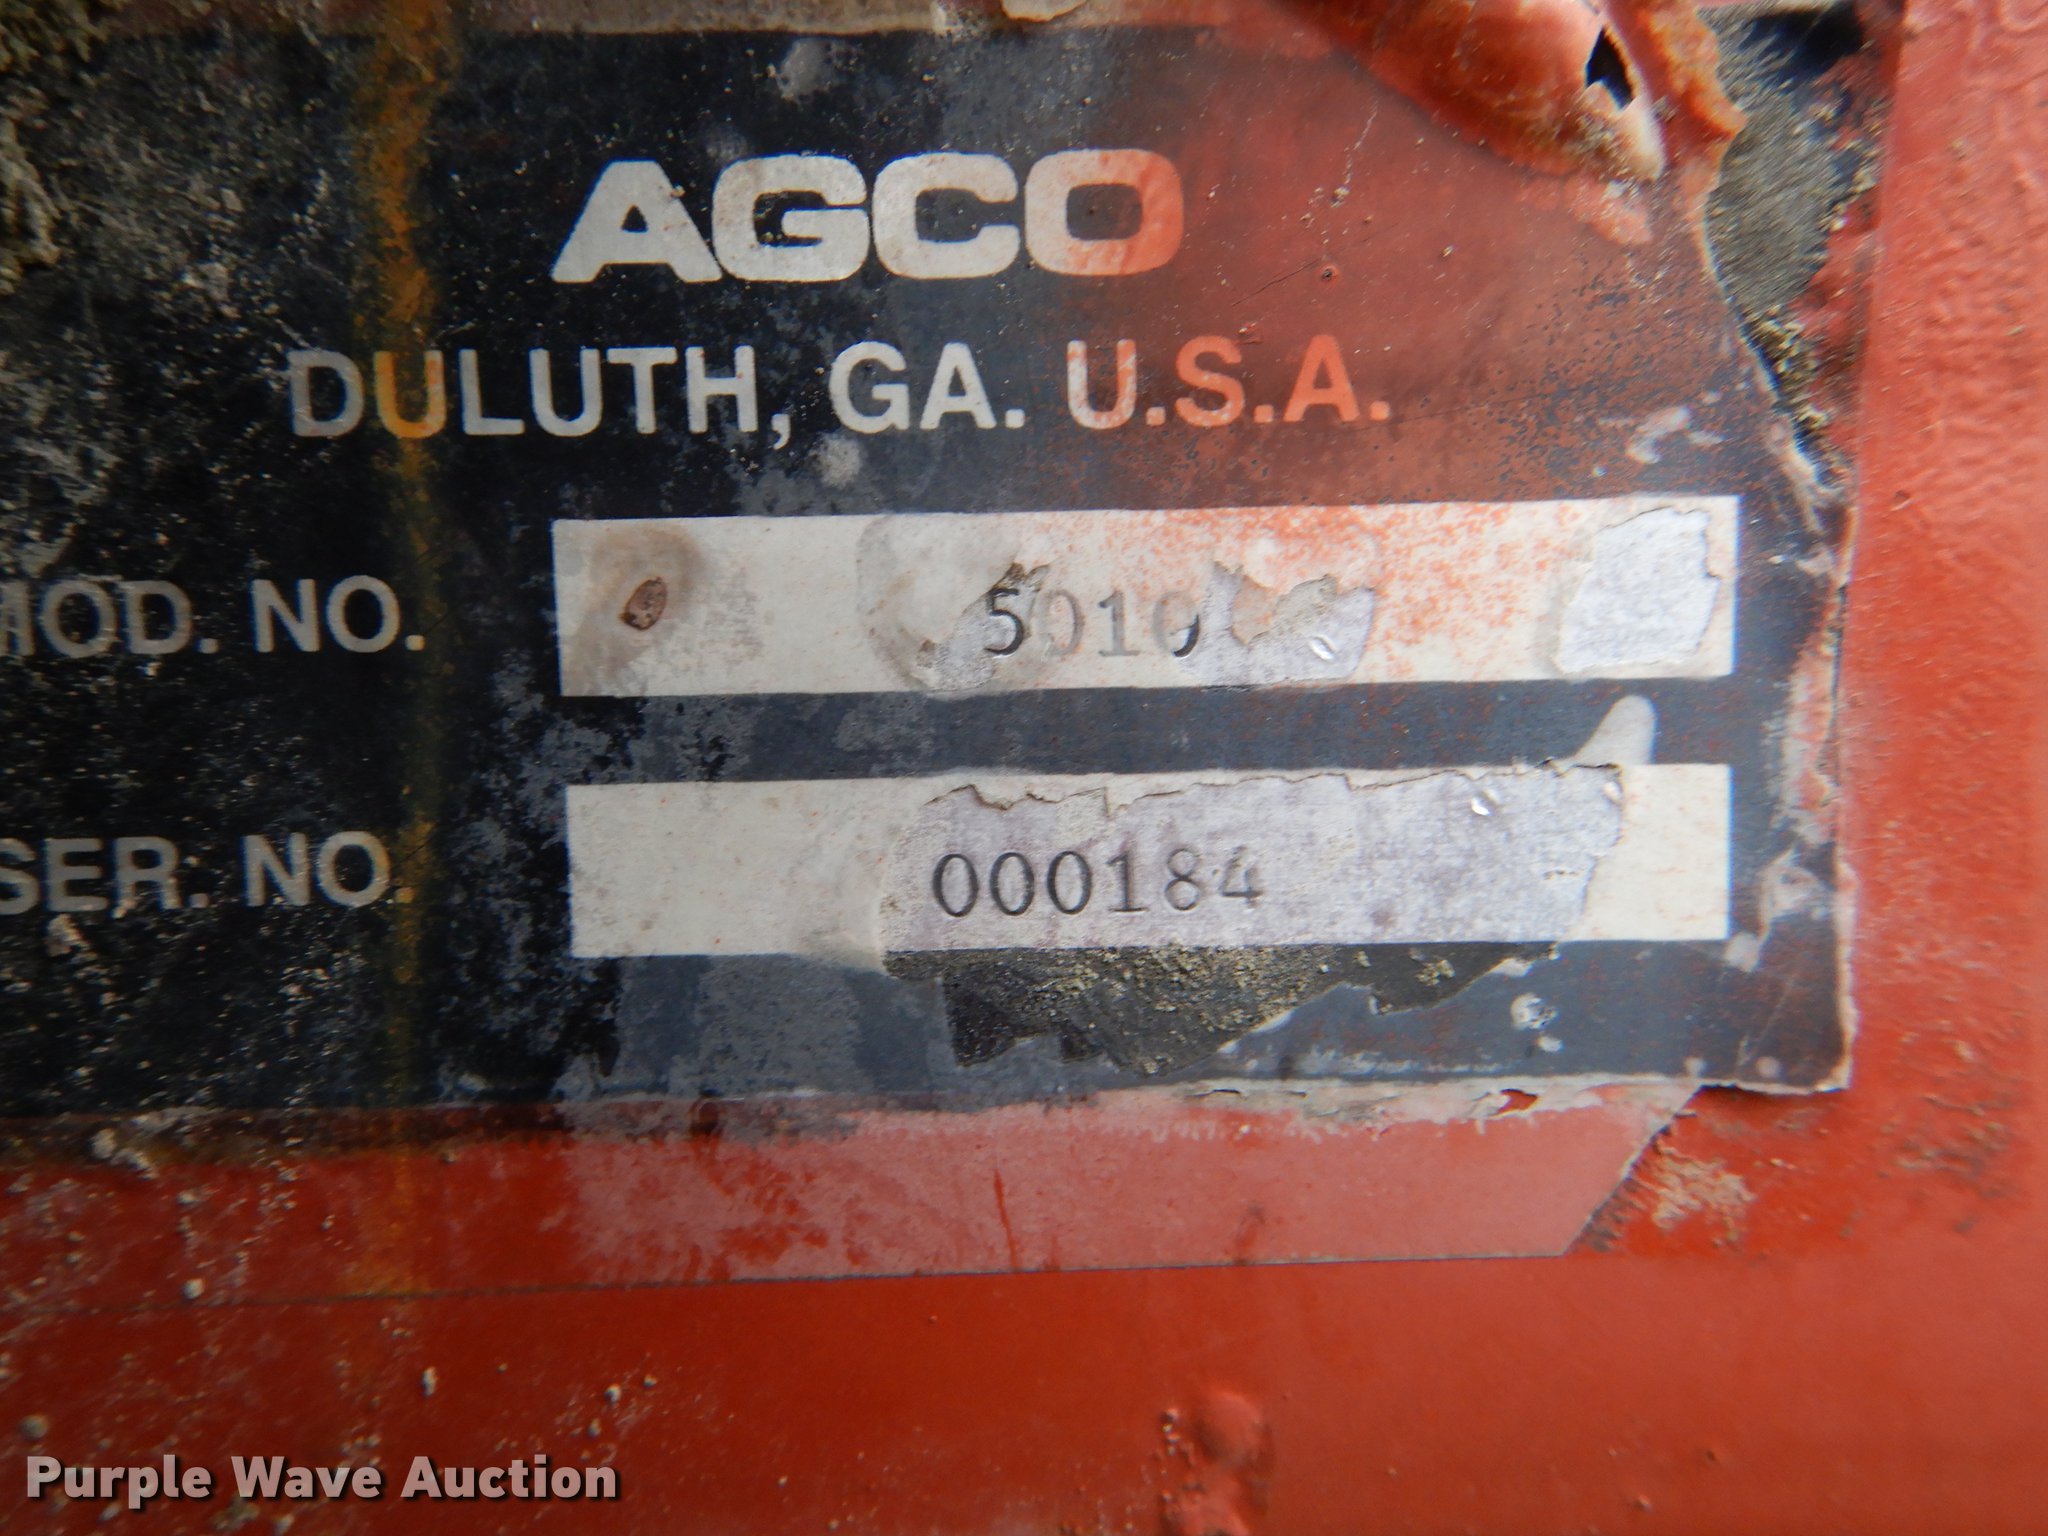 AGCO
DULUTH, GA. U.S.A.
MOD. NO. 5010
SER. NO. 000184
Purple Wave Auction